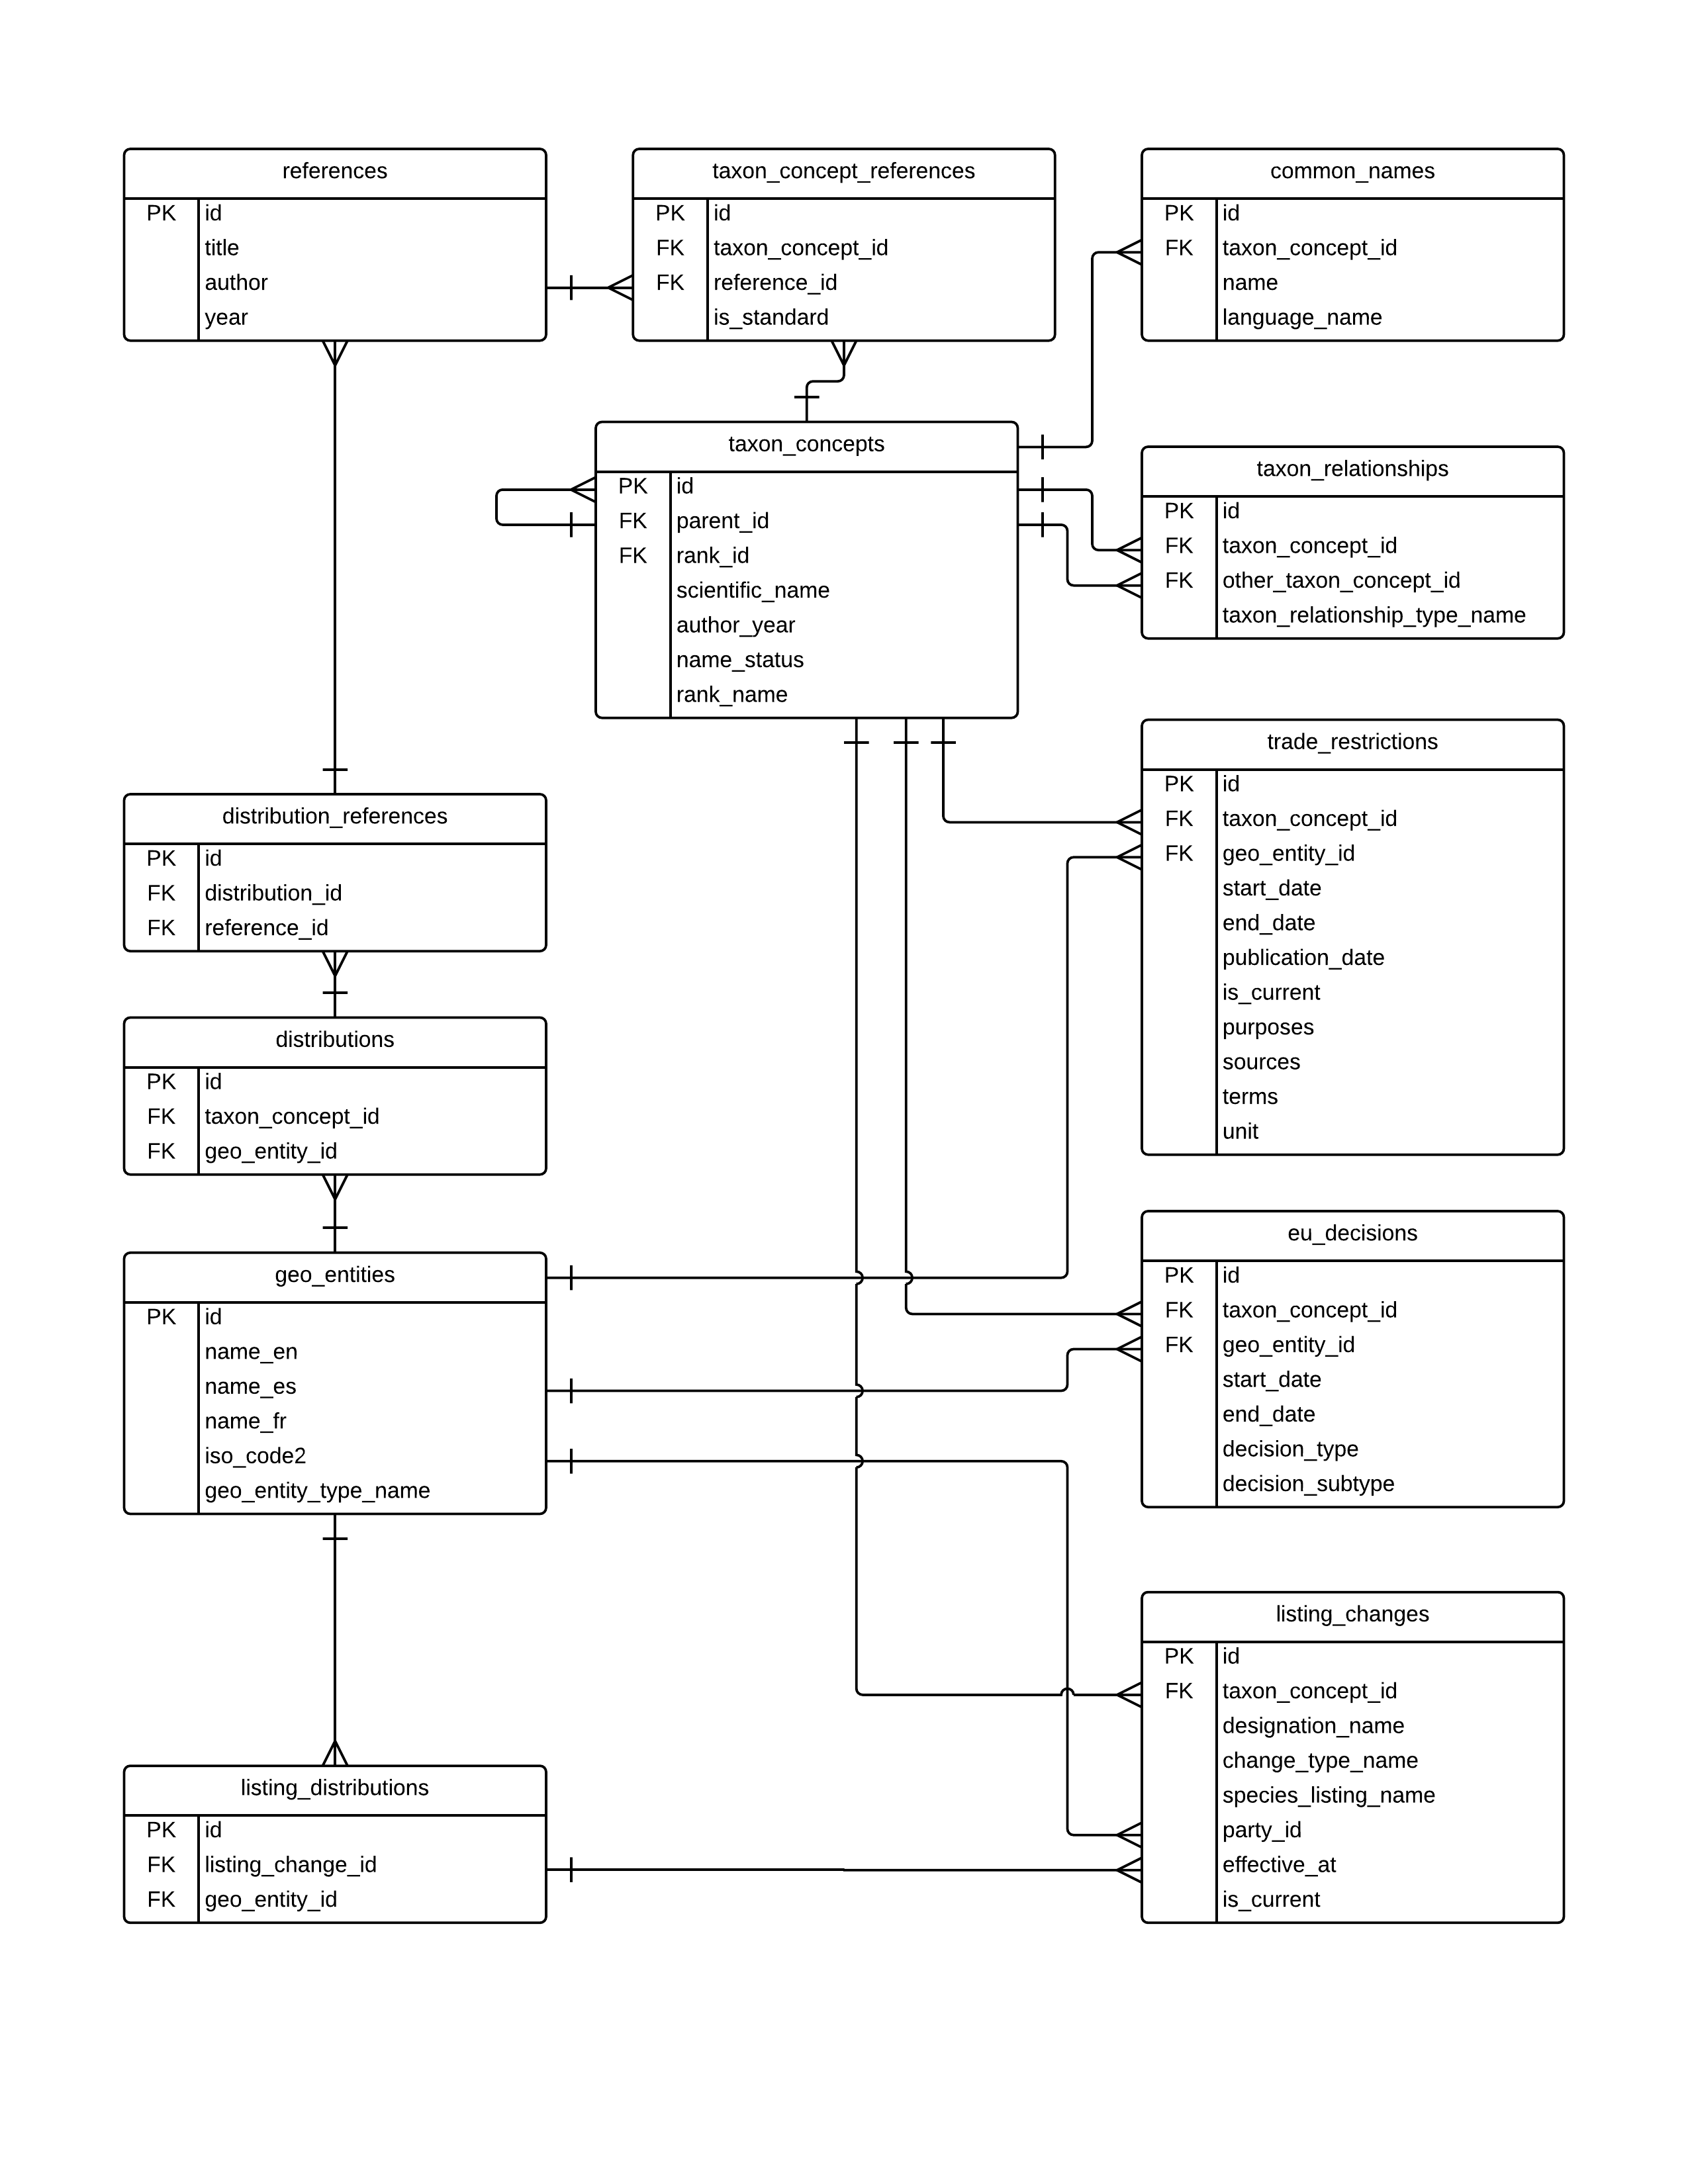 references
PK id
title
author
year
taxon_concept_references
PK id
FK taxon_concept_id
FK reference_id
is_standard
common_names
PK id
FK taxon_concept_id
name
language_name
taxon_concepts
PK id
FK parent_id
FK rank_id
scientific_name
author_year
name_status
rank_name
taxon_relationships
PK id
FK taxon_concept_id
FK other_taxon_concept_id
taxon_relationship_type_name
trade_restrictions
PK id
FK taxon_concept_id
FK geo_entity_id
start_date
end_date
publication_date
is_current
purposes
sources
terms
unit
distribution_references
PK id
FK distribution_id
FK reference_id
distributions
PK id
FK taxon_concept_id
FK geo_entity_id
geo_entities
PK id
name_en
name_es
name_fr
iso_code2
geo_entity_type_name
eu_decisions
PK id
FK taxon_concept_id
FK geo_entity_id
start_date
end_date
decision_type
decision_subtype
listing_changes
PK id
FK taxon_concept_id
designation_name
change_type_name
species_listing_name
party_id
effective_at
is_current
listing_distributions
PK id
FK listing_change_id
FK geo_entity_id